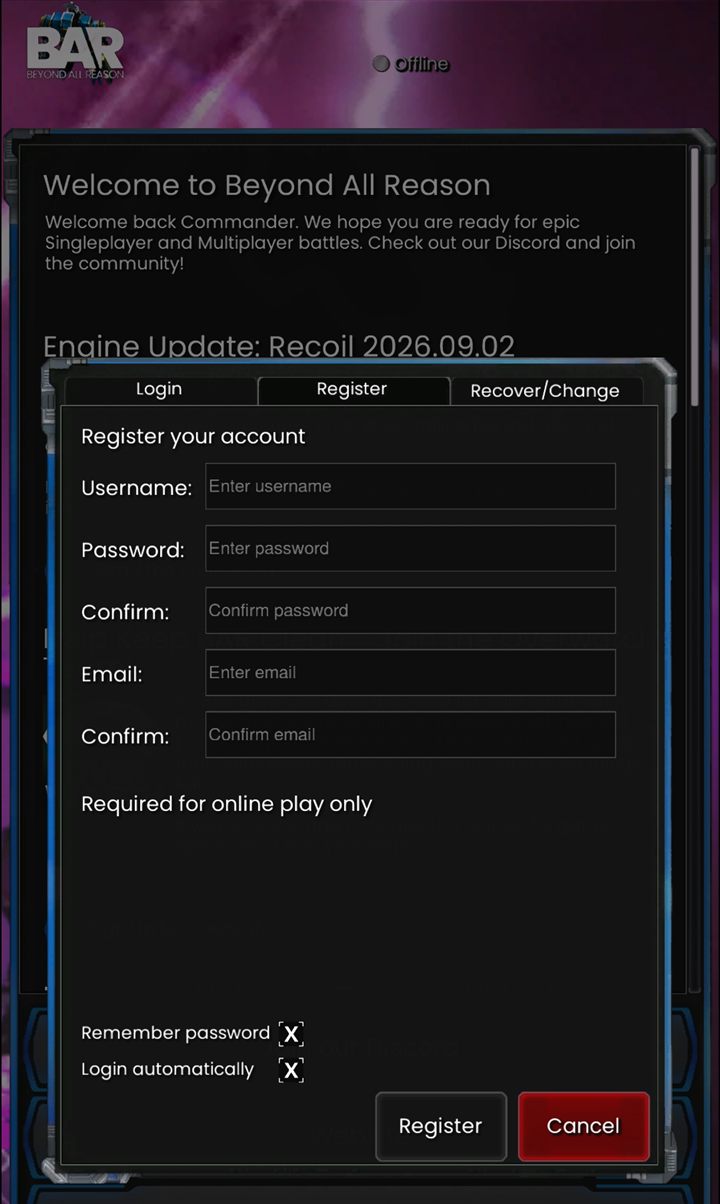 BAR
BEYOND ALL REASON
Offline
Welcome to Beyond All Reason
Welcome back Commander. We hope you are ready for epic
Singleplayer and Multiplayer battles. Check out our Discord and join
the community!
Engine Update: Recoil 2026.09.02
Login
Register
Recover/Change
Register your account
Username:
Enter username
Password:
Enter password
Confirm:
Confirm password
Email:
Enter email
Confirm:
Confirm email
Required for online play only
Remember password X
Login automatically X
Register
Cancel